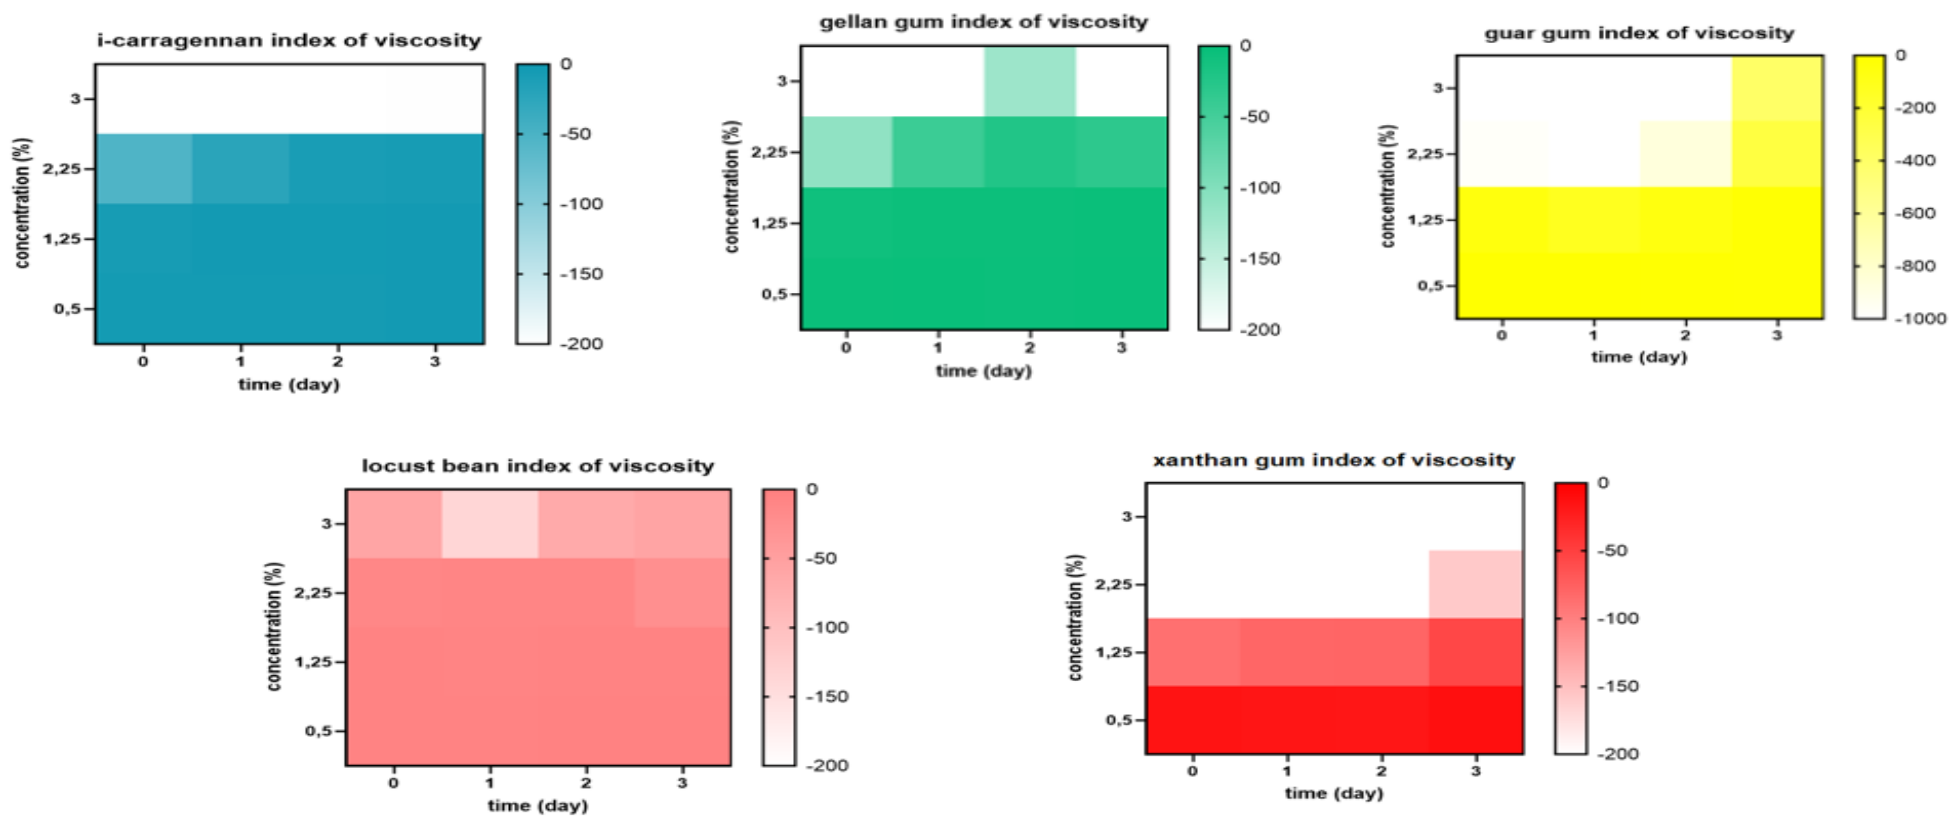 i-carragennan index of viscosity
concentration (%)
3
2,25
1,25
0,5
0 1 2 3
time (day)
0
-50
-100
-150
-200
gellan gum index of viscosity
concentration (%)
3
2,25
1,25
0,5
0 1 2 3
time (day)
0
-50
-100
-150
-200
guar gum index of viscosity
concentration (%)
3
2,25
1,25
0,5
0 1 2 3
time (day)
0
-200
-400
-600
-800
-1000
locust bean index of viscosity
concentration (%)
3
2,25
1,25
0,5
0 1 2 3
time (day)
0
-50
-100
-150
-200
xanthan gum index of viscosity
concentration (%)
3
2,25
1,25
0,5
0 1 2 3
time (day)
0
-50
-100
-150
-200